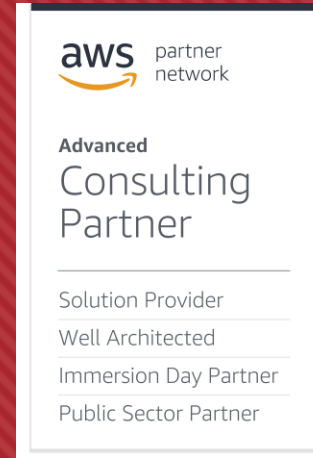 aws partner
network
Advanced
Consulting
Partner
Solution Provider
Well Architected
Immersion Day Partner
Public Sector Partner